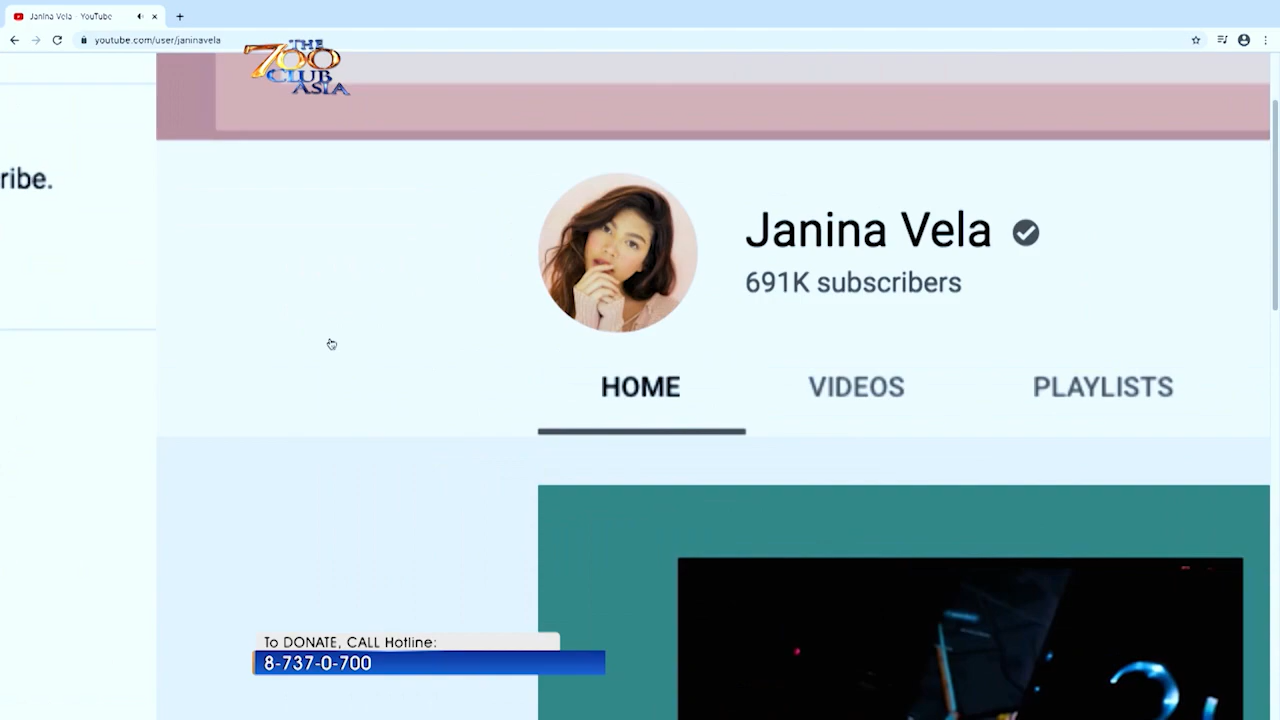 Janina Vela - YouTube
youtube.com/user/janinavela
THE
700
CLUB
ASIA
ribe.
Janina Vela
691K subscribers
HOME
VIDEOS
PLAYLISTS
To DONATE, CALL Hotline:
8-737-0-700